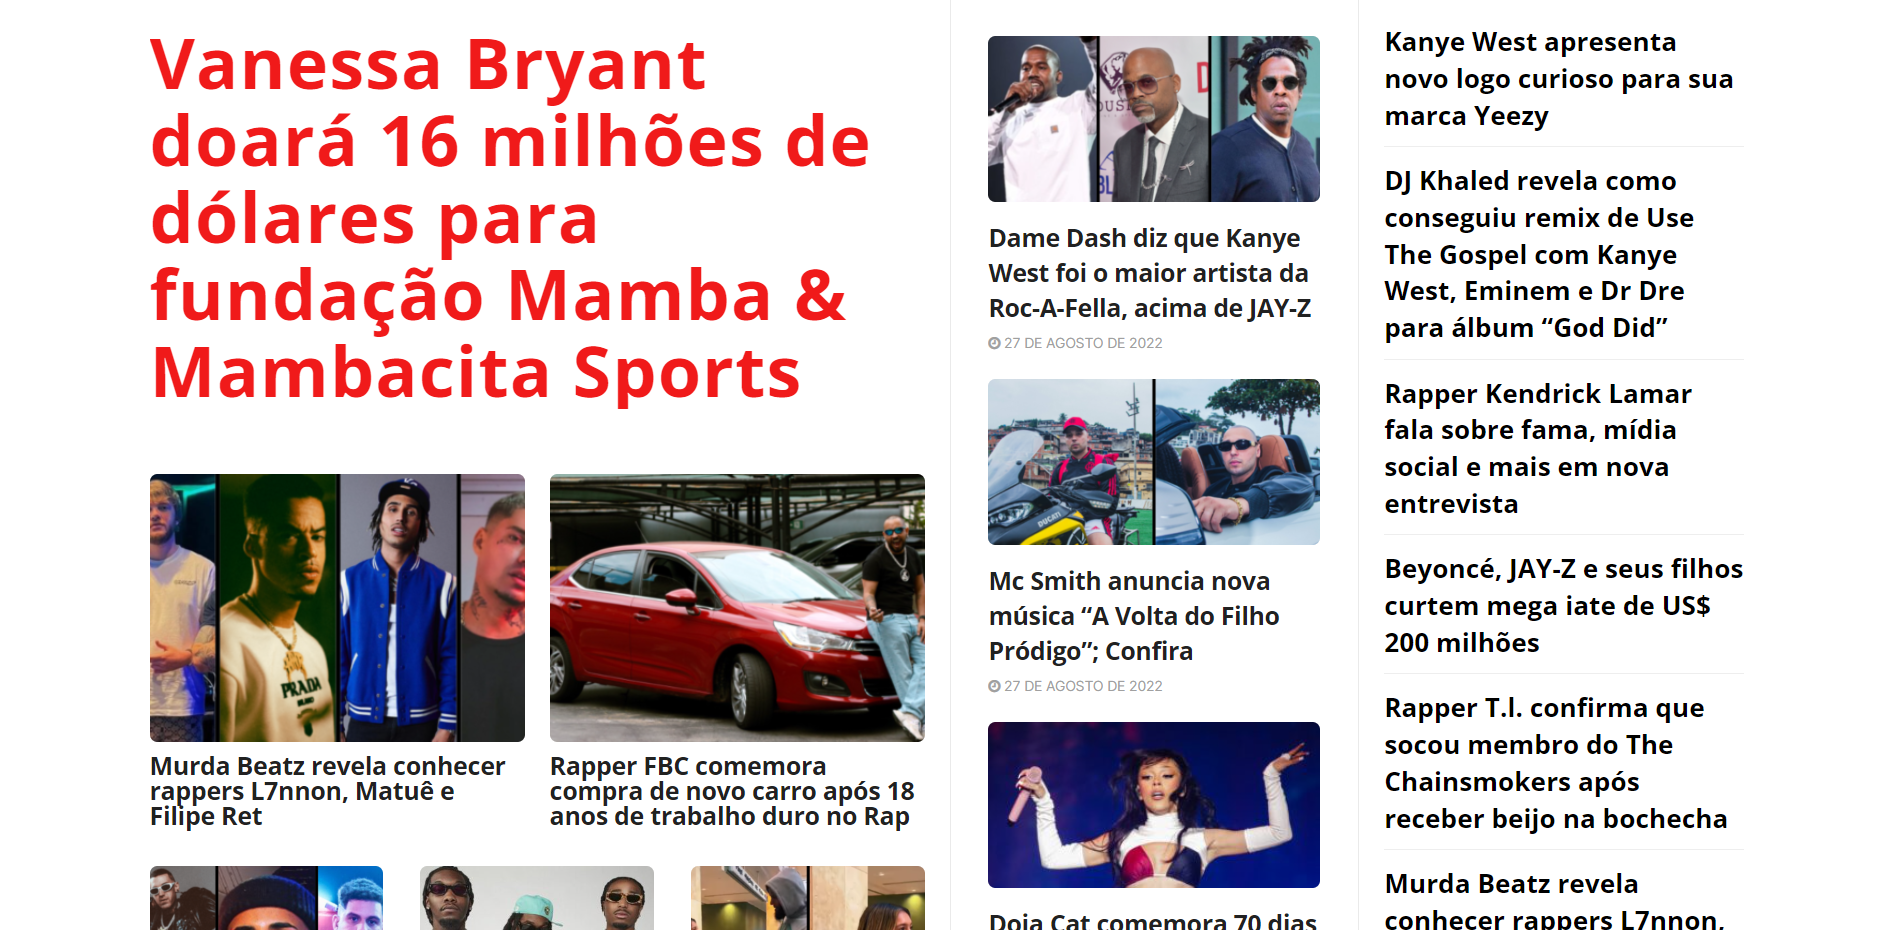 Vanessa Bryant
doará 16 milhões de
dólares para
fundação Mamba &
Mambacita Sports
PRADA
MILANO
Murda Beatz revela conhecer
rappers L7nnon, Matuê e
Filipe Ret
Rapper FBC comemora
compra de novo carro após 18
anos de trabalho duro no Rap
Dame Dash diz que Kanye
West foi o maior artista da
Roc-A-Fella, acima de JAY-Z
27 DE AGOSTO DE 2022
DUCATI
Mc Smith anuncia nova
música “A Volta do Filho
Pródigo”; Confira
27 DE AGOSTO DE 2022
Doja Cat comemora 70 dias
Kanye West apresenta
novo logo curioso para sua
marca Yeezy
DJ Khaled revela como
conseguiu remix de Use
The Gospel com Kanye
West, Eminem e Dr Dre
para álbum “God Did”
Rapper Kendrick Lamar
fala sobre fama, mídia
social e mais em nova
entrevista
Beyoncé, JAY-Z e seus filhos
curtem mega iate de US$
200 milhões
Rapper T.I. confirma que
socou membro do The
Chainsmokers após
receber beijo na bochecha
Murda Beatz revela
conhecer rappers L7nnon,